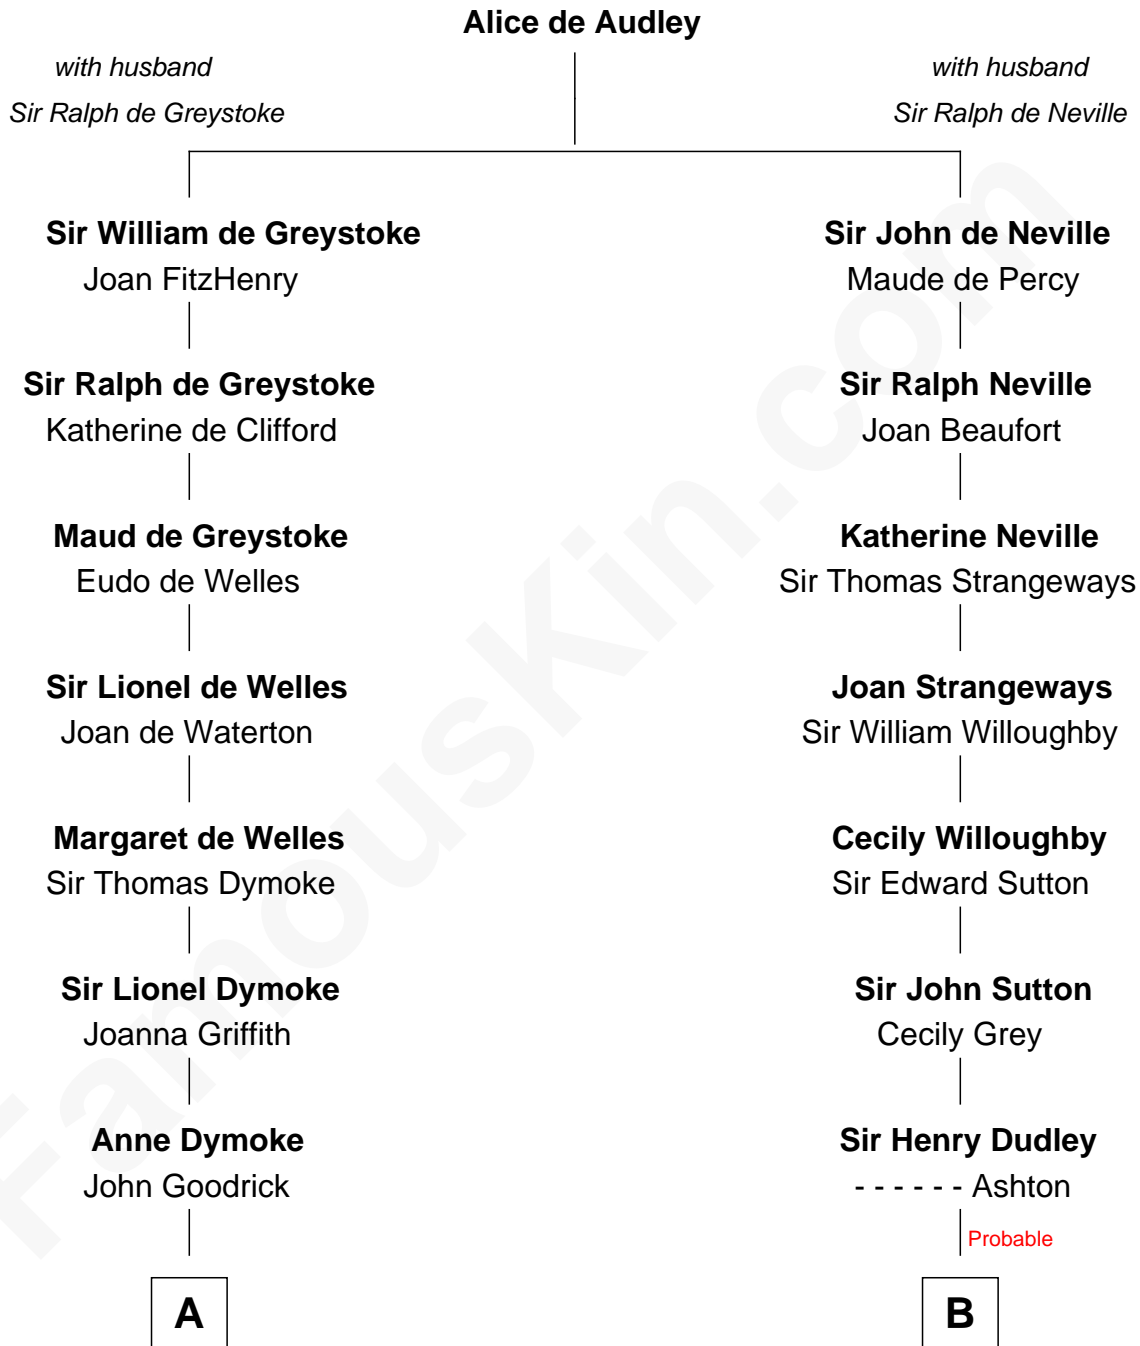 Alice de Audley
with husband
Sir Ralph de Greystoke
with husband
Sir Ralph de Neville
Sir William de Greystoke
Joan FitzHenry
Sir John de Neville
Maude de Percy
Sir Ralph de Greystoke
Katherine de Clifford
Sir Ralph Neville
Joan Beaufort
Maud de Greystoke
Eudo de Welles
Katherine Neville
Sir Thomas Strangeways
Sir Lionel de Welles
Joan de Waterton
Joan Strangeways
Sir William Willoughby
Margaret de Welles
Sir Thomas Dymoke
Cecily Willoughby
Sir Edward Sutton
Sir Lionel Dymoke
Joanna Griffith
Sir John Sutton
Cecily Grey
Anne Dymoke
John Goodrick
Sir Henry Dudley
- - - - - - Ashton
Probable
A
B
FamousKin.com